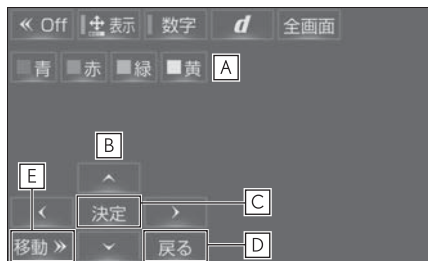 « Off 表示 数字 d 全画面
青 赤 緑 黄 A
B
E
決定 C
移動 » 戻る D